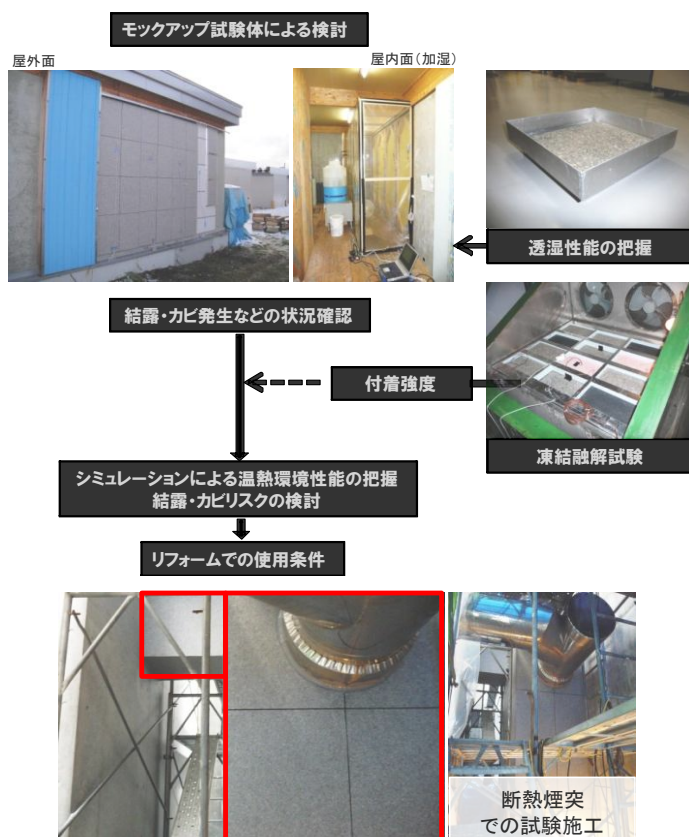 モックアップ試験体による検討
屋外面
屋内面(加湿)
透湿性能の把握
結露・カビ発生などの状況確認
付着強度
凍結融解試験
シミュレーションによる温熱環境性能の把握
結露・カビリスクの検討
リフォームでの使用条件
断熱煙突
での試験施工